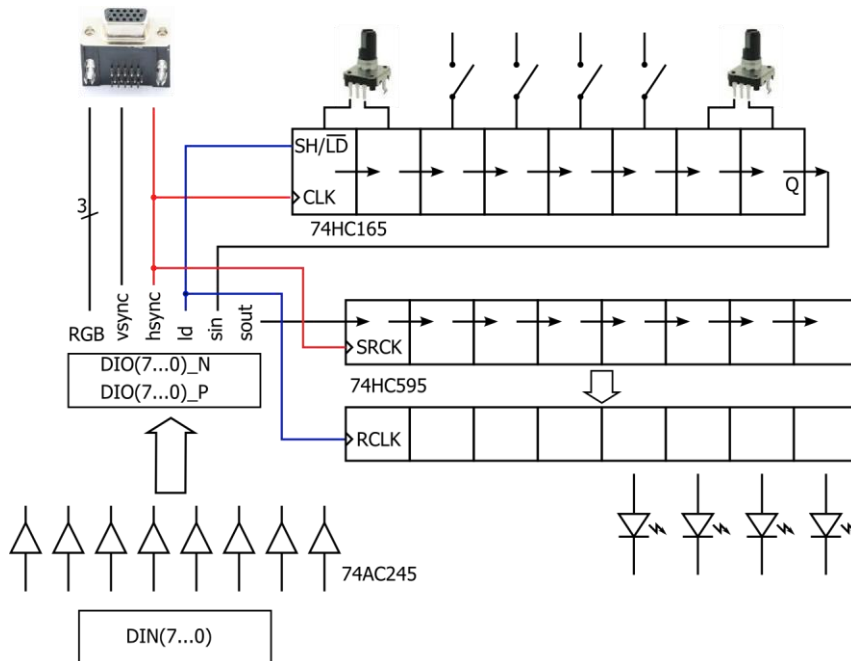 SH/LD
3
CLK
Q
74HC165
RGB
vsync
hsync
ld
sin
sout
SRCK
DIO(7...0)_N
74HC595
DIO(7...0)_P
RCLK
74AC245
DIN(7...0)